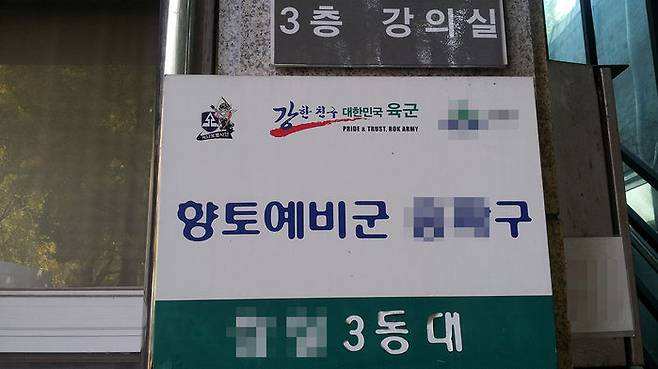 3층 강의실
강한친구 대한민국 육군
PRIDE & TRUST, ROK ARMY
향토예비군 구
3동대